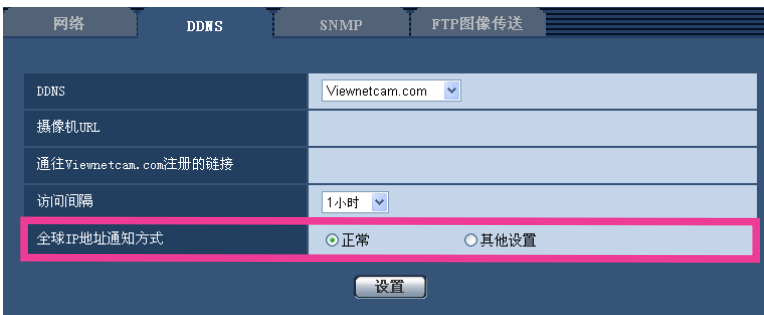 网络 DDNS SNMP FTP图像传送
DDNS Viewnetcam.com
摄像机URL
通往Viewnetcam.com注册的链接
访问间隔 1小时
全球IP地址通知方式 正常 其他设置
设置